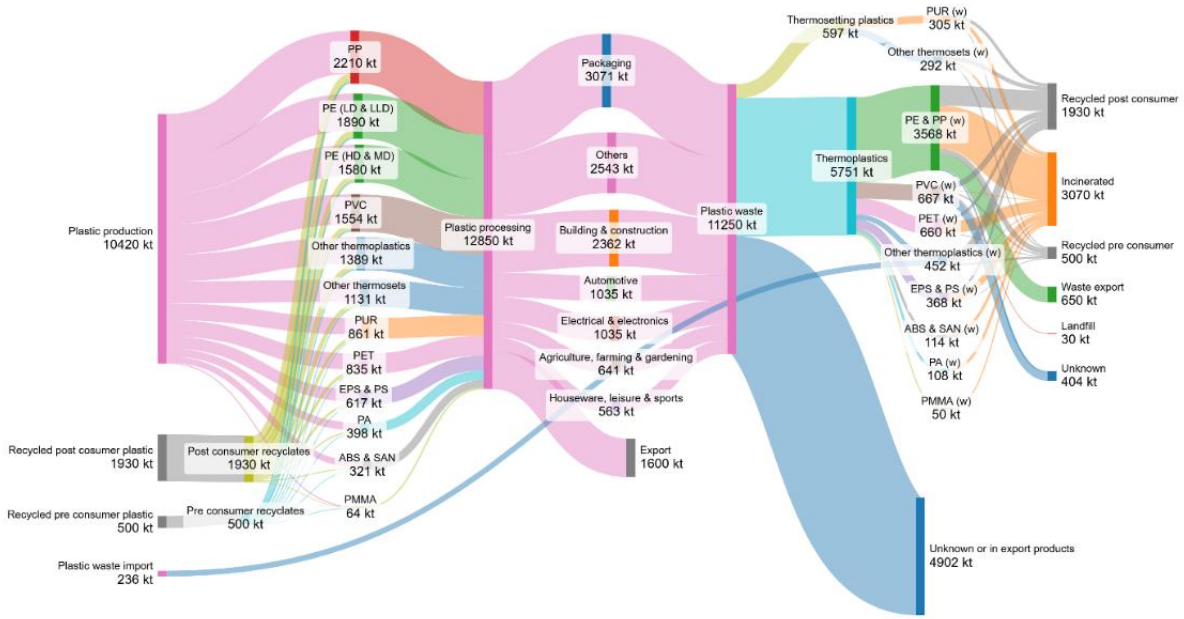 Plastic production
10420 kt
Recycled post cosumer plastic
1930 kt
Recycled pre consumer plastic
500 kt
Plastic waste import
236 kt
Post consumer recyclates
1930 kt
Pre consumer recyclates
500 kt
PP
2210 kt
PE (LD & LLD)
1890 kt
PE (HD & MD)
1580 kt
PVC
1554 kt
Other thermoplastics
1389 kt
Other thermosets
1131 kt
PUR
861 kt
PET
835 kt
EPS & PS
617 kt
PA
398 kt
ABS & SAN
321 kt
PMMA
64 kt
Plastic processing
12850 kt
Packaging
3071 kt
Others
2543 kt
Building & construction
2362 kt
Automotive
1035 kt
Electrical & electronics
1035 kt
Agriculture, farming & gardening
641 kt
Houseware, leisure & sports
563 kt
Export
1600 kt
Plastic waste
11250 kt
Thermosetting plastics
597 kt
Thermoplastics
5751 kt
Unknown or in export products
4902 kt
PUR (w)
305 kt
Other thermosets (w)
292 kt
PE & PP (w)
3568 kt
PVC (w)
667 kt
PET (w)
660 kt
Other thermoplastics (w)
452 kt
EPS & PS (w)
368 kt
ABS & SAN (w)
114 kt
PA (w)
108 kt
PMMA (w)
50 kt
Recycled post consumer
1930 kt
Incinerated
3070 kt
Recycled pre consumer
500 kt
Waste export
650 kt
Landfill
30 kt
Unknown
404 kt